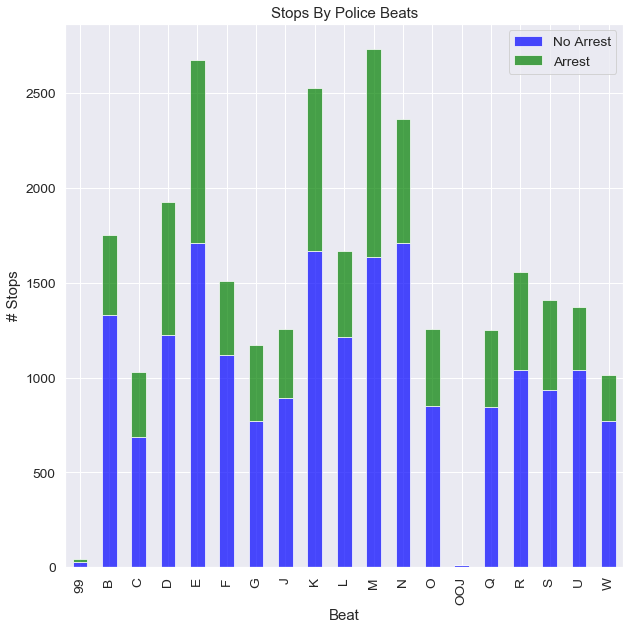 Stops By Police Beats
No Arrest
Arrest
# Stops
2500
2000
1500
1000
500
0
99
B
C
D
E
F
G
J
K
L
M
N
O
OOJ
Q
R
S
U
W
Beat